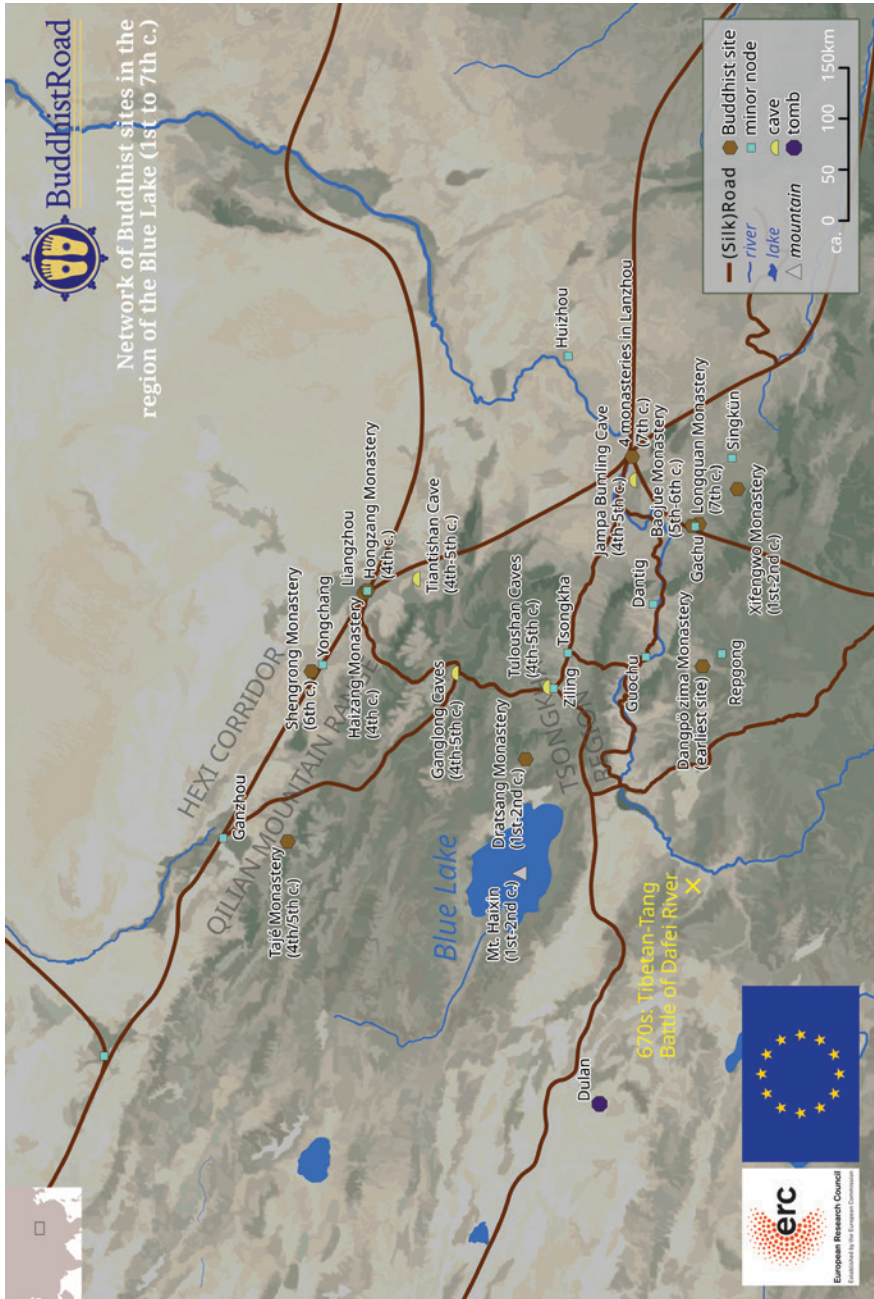 BuddhistRoad
Network of Buddhist sites in the
region of the Blue Lake (1st to 7th c.)
HEXI CORRIDOR
QILIAN MOUNTAIN RANGE
Ganzhou
Tajé Monastery
(4th/5th c.)
Shengrong Monastery
(6th c.)
Yongchang
Liangzhou
Haizang Monastery
(4th c.)
Hongzang Monastery
(4th c.)
Tiantishan Cave
(4th-5th c.)
Ganglong Caves
(4th-5th c.)
Blue Lake
Mt. Haixin
(1st-2nd c.)
Dratsang Monastery
(1st-2nd c.)
Tuloushan Caves
(4th-5th c.)
Ziling
Tsongkha
TSONGKHA
REGION
Huizhou
Jampa Bumling Cave
(4th-5th c.)
4 monasteries in Lanzhou
(7th c.)
Baojue Monastery
(5th-6th c.)
Dantig
Guochu
Gachu
Longquan Monastery
(7th c.)
Singkün
Xifengwo Monastery
(1st-2nd c.)
Dangpo zima Monastery
(earliest site)
Repgong
Dulan
670s: Tibetan-Tang
Battle of Dafei River
(Silk)Road
river
lake
mountain
Buddhist site
minor node
cave
tomb
ca. 0 50 100 150km
erc
European Research Council
Established by the European Commission